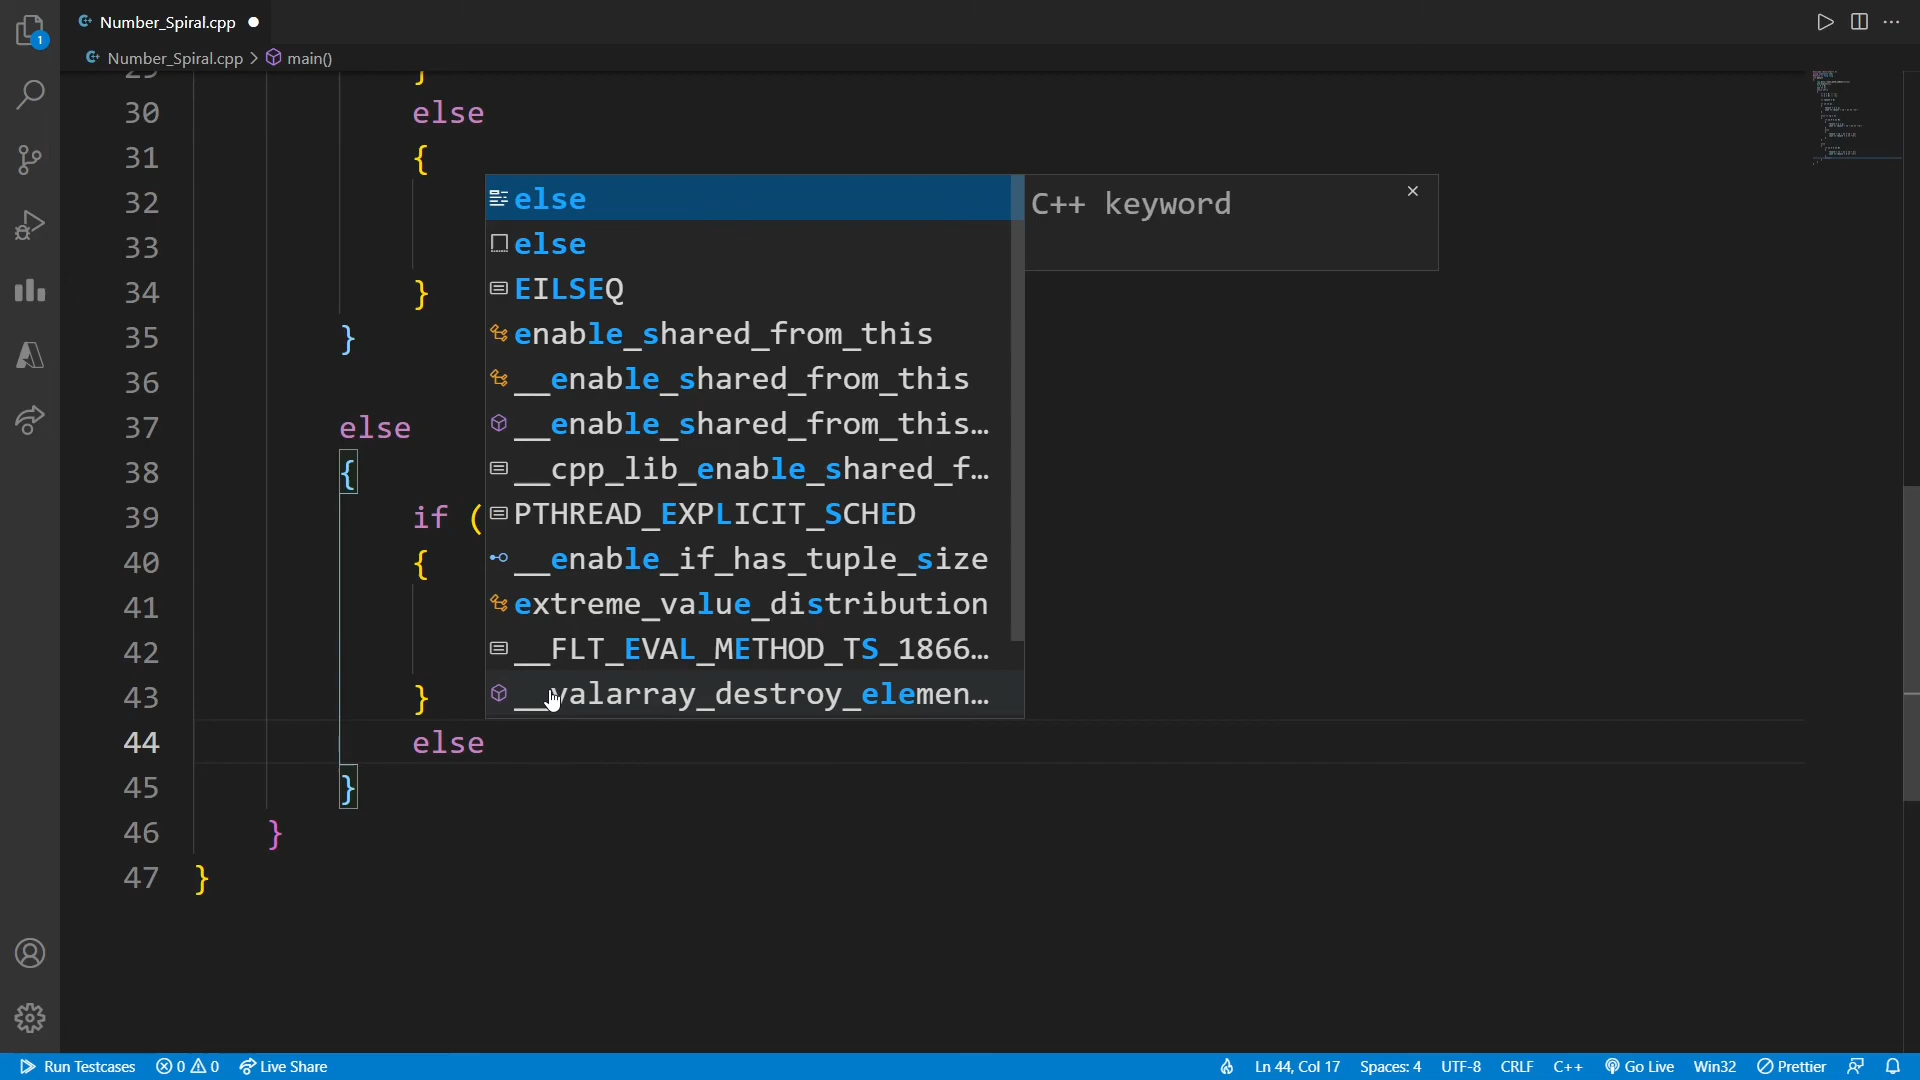 Number_Spiral.cpp
1
Number_Spiral.cpp > main()
}
30 else
31 {
32
33
34 }
35 }
36
37 else
38 {
39 if (
40 {
41
42
43 }
44 else
45 }
46 }
47 }
else
else
EILSEQ
enable_shared_from_this
__enable_shared_from_this
__enable_shared_from_this…
__cpp_lib_enable_shared_f…
PTHREAD_EXPLICIT_SCHED
__enable_if_has_tuple_size
extreme_value_distribution
__FLT_EVAL_METHOD_TS_1866…
__valarray_destroy_elemen…
C++ keyword
Run Testcases 0 0 Live Share Ln 44, Col 17 Spaces: 4 UTF-8 CRLF C++ Go Live Win32 Prettier